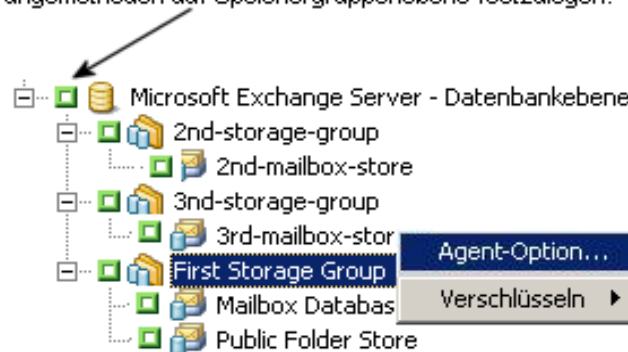 auf Speichergruppenebene festzulegen.
Microsoft Exchange Server - Datenbankebene
2nd-storage-group
2nd-mailbox-store
3nd-storage-group
3rd-mailbox-stor
First Storage Group
Agent-Option...
Mailbox Databas
Verschlüsseln
Public Folder Store